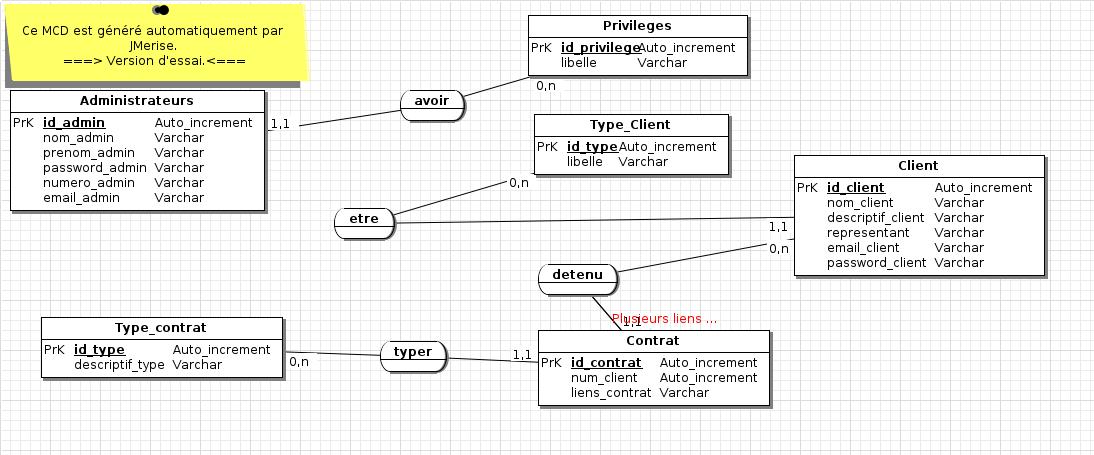 Ce MCD est généré automatiquement par
JMerise.
===> Version d'essai.<===
Privileges
PrK id_privilege Auto_increment
libelle Varchar
0,n
avoir
Administrateurs
PrK id_admin Auto_increment
nom_admin Varchar
prenom_admin Varchar
password_admin Varchar
numero_admin Varchar
email_admin Varchar
1,1
Type_Client
PrK id_type Auto_increment
libelle Varchar
0,n
etre
Client
PrK id_client Auto_increment
nom_client Varchar
descriptif_client Varchar
representant Varchar
email_client Varchar
password_client Varchar
1,1
0,n
detenu
Plusieurs liens ...
1,1
Type_contrat
PrK id_type Auto_increment
descriptif_type Varchar
0,n
typer
1,1
Contrat
PrK id_contrat Auto_increment
num_client Auto_increment
liens_contrat Varchar